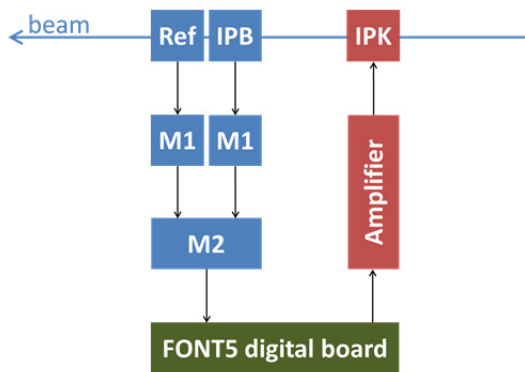 beam
Ref IPB IPK
M1 M1
Amplifier
M2
FONT5 digital board